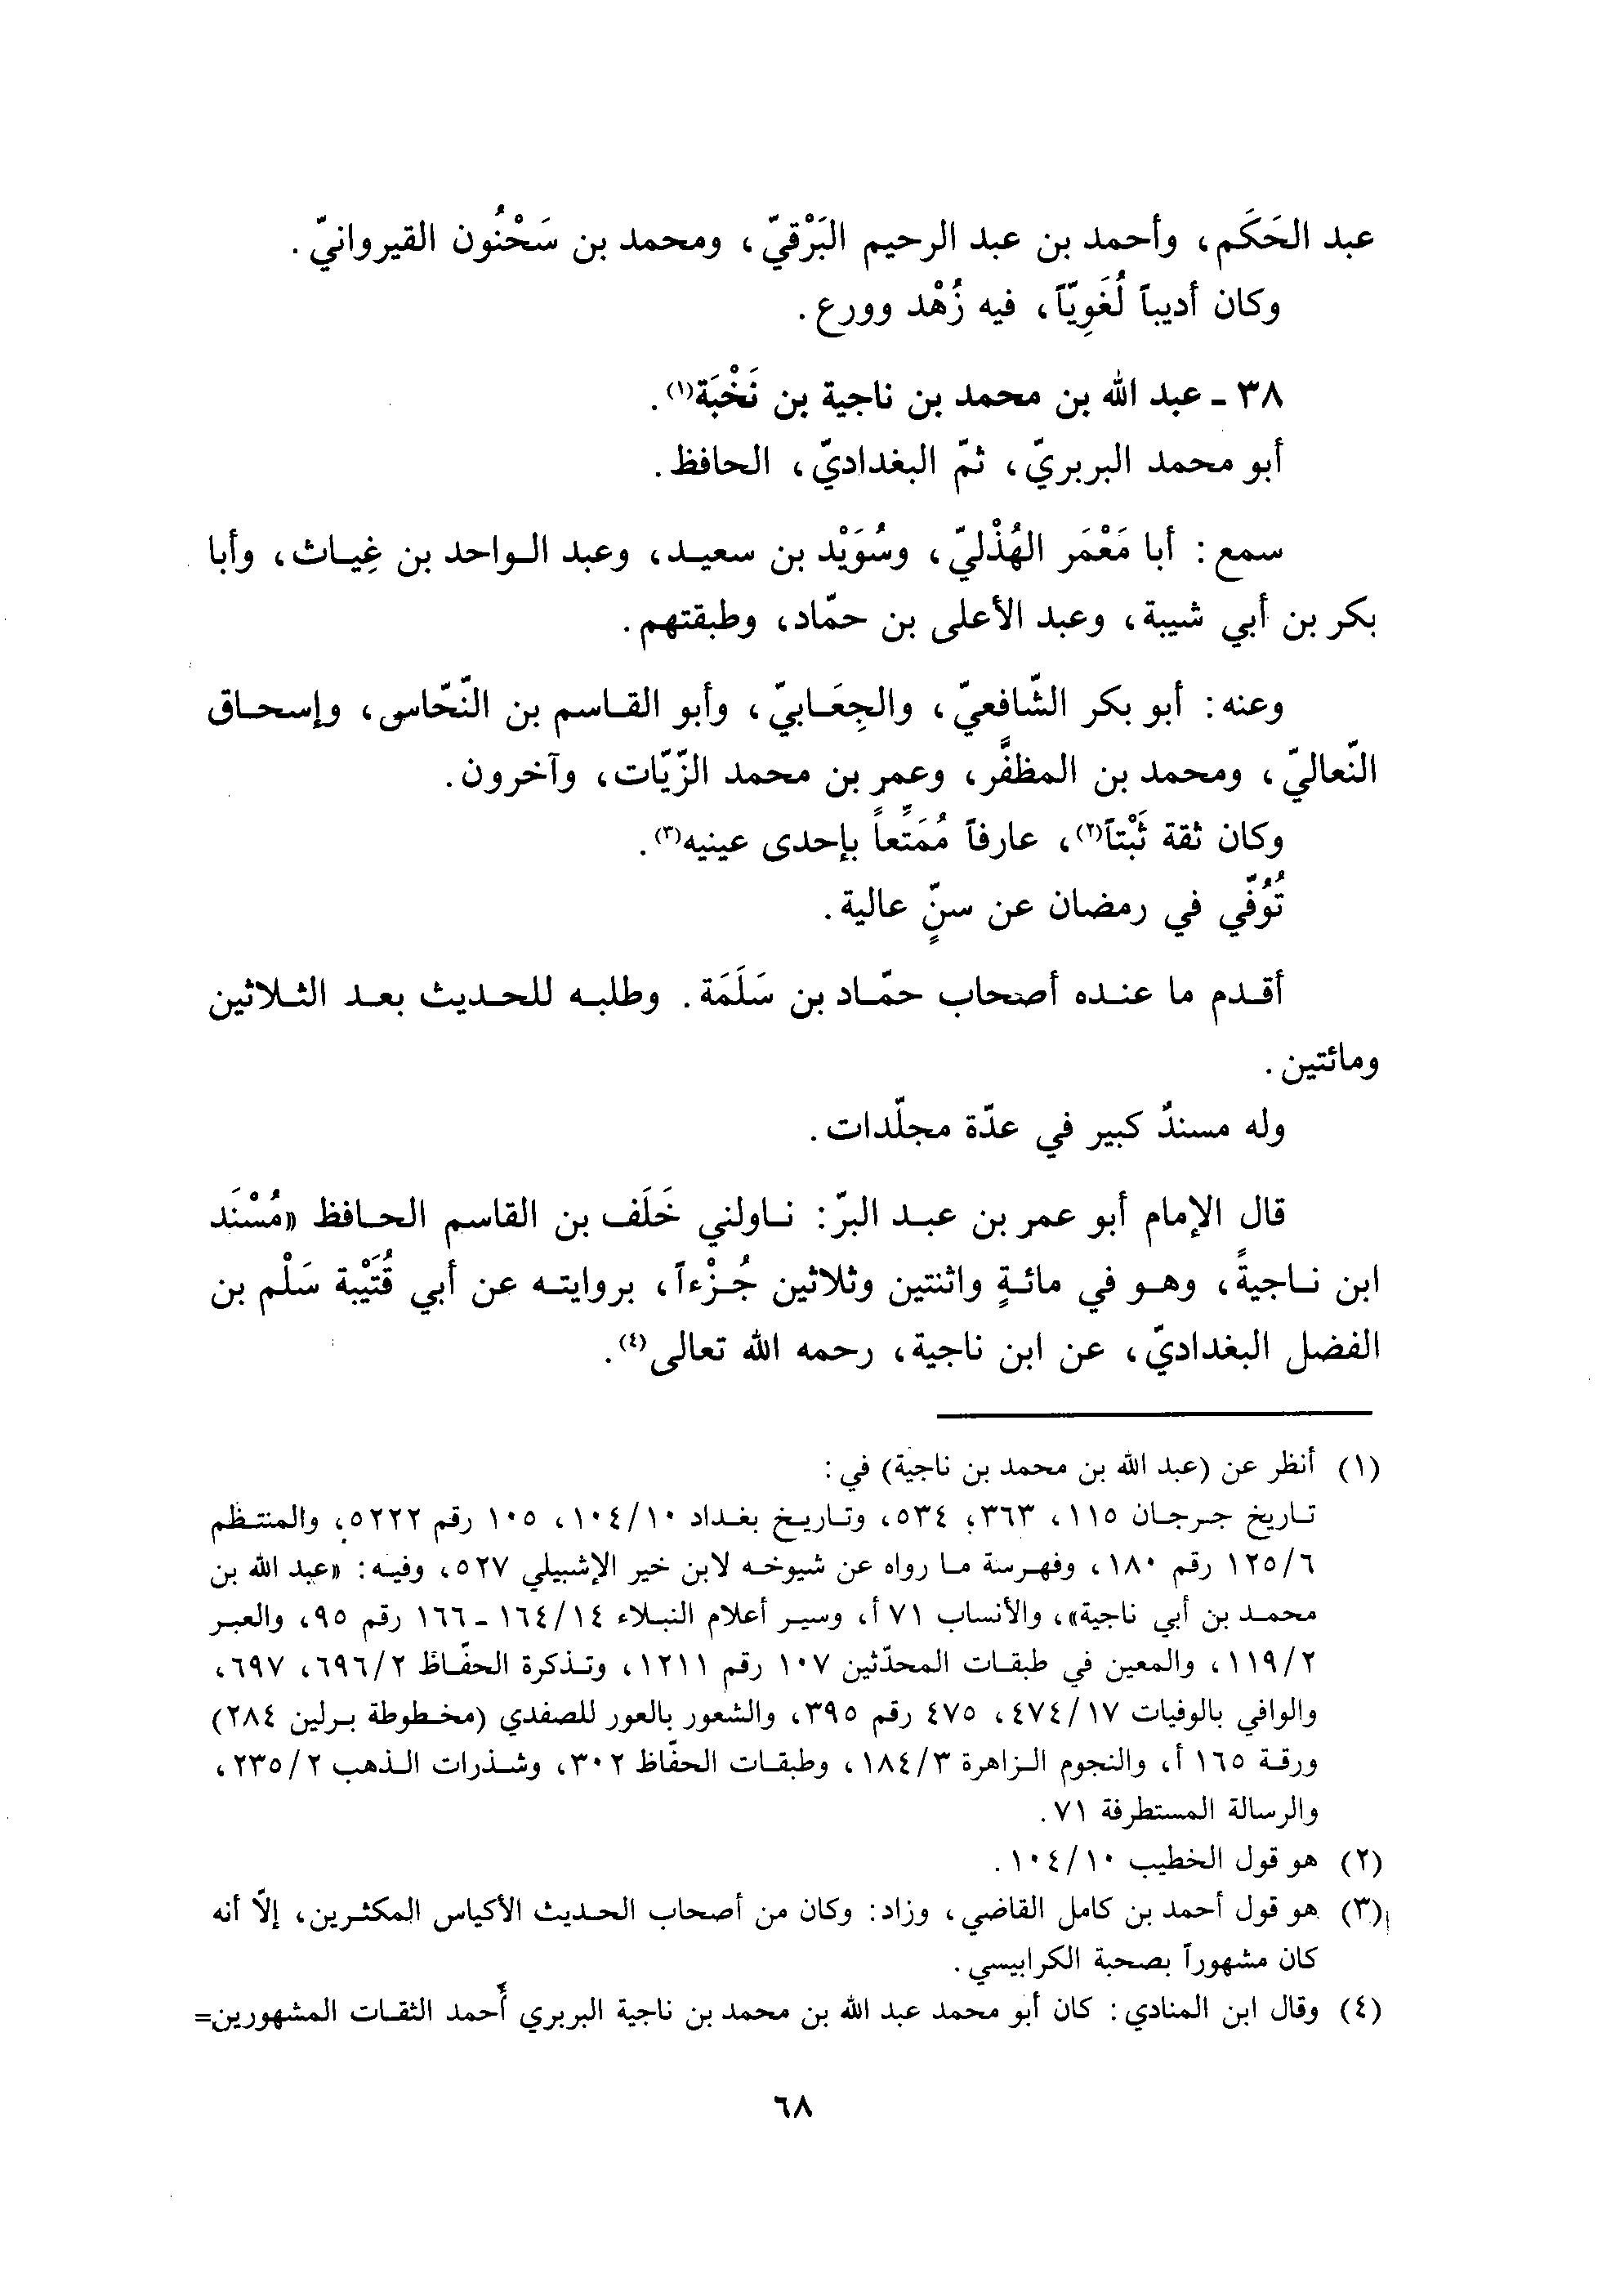 عبد الحَكَم، وأحمد بن عبد الرحيم البَرْقيّ، ومحمد بن سَحْنُون القيروانيّ.
وكان أديباً لُغَوِيّاً، فيه زُهْد وورع.
٣٨ ـ عبد الله بن محمد بن ناجية بن نَخْبَة(١).
أبو محمد البربريّ، ثمّ البغداديّ، الحافظ.
سمع: أبا مَعْمَر الهُذْليّ، وسُوَيْد بن سعيد، وعبد الواحد بن غِياث، وأبا
بكر بن أبي شيبة، وعبد الأعلى بن حمّاد، وطبقتهم.
وعنه: أبو بكر الشّافعيّ، والجِعَابيّ، وأبو القاسم بن النّحّاس، وإسحاق
النّعاليّ، ومحمد بن المظفَّر، وعمر بن محمد الزّيّات، وآخرون.
وكان ثقة ثَبْتاً(٢)، عارفاً مُمَتَّعاً بإحدى عينيه(٣).
تُوُفّي في رمضان عن سنٍّ عالية.
أقدم ما عنده أصحاب حمّاد بن سَلَمَة. وطلبه للحديث بعد الثلاثين
ومائتين.
وله مسندٌ كبير في عدّة مجلّدات.
قال الإمام أبو عمر بن عبد البرّ: ناولني خَلَف بن القاسم الحافظ «مُسْنَد
ابن ناجيةً، وهو في مائةٍ واثنتين وثلاثين جُزْءاً، بروايته عن أبي قُتَيْبة سَلْم بن
الفضل البغداديّ، عن ابن ناجية، رحمه الله تعالى(٤).
(١) أنظر عن (عبد الله بن محمد بن ناجية) في:
تاريخ جرجان ١١٥، ٣٦٣، ٥٣٤، وتاريخ بغداد ١٠٤/١٠، ١٠٥ رقم ٥٢٢٢، والمنتظم
١٢٥/٦ رقم ١٨٠، وفهرسة ما رواه عن شيوخه لابن خير الإشبيلي ٥٢٧، وفيه: «عبد الله بن
محمد بن أبي ناجية»، والأنساب ٧١ أ، وسير أعلام النبلاء ١٦٤/١٤ ـ ١٦٦ رقم ٩٥، والعبر
١١٩/٢، والمعين في طبقات المحدّثين ١٠٧ رقم ١٢١١، وتذكرة الحفّاظ ٦٩٦/٢، ٦٩٧،
والوافي بالوفيات ٤٧٤/١٧، ٤٧٥ رقم ٣٩٥، والشعور بالعور للصفدي (مخطوطة برلين ٢٨٤)
ورقة ١٦٥ أ، والنجوم الزاهرة ١٨٤/٣، وطبقات الحفّاظ ٣٠٢، وشذرات الذهب ٢٣٥/٢،
والرسالة المستطرفة ٧١.
(٢) هو قول الخطيب ١٠٤/١٠.
(٣) هو قول أحمد بن كامل القاضي، وزاد: وكان من أصحاب الحديث الأكياس المكثرين، إلّا أنه
كان مشهوراً بصحبة الكرابيسي.
(٤) وقال ابن المنادي: كان أبو محمد عبد الله بن محمد بن ناجية البربري أَحمد الثقات المشهورين=
٦٨